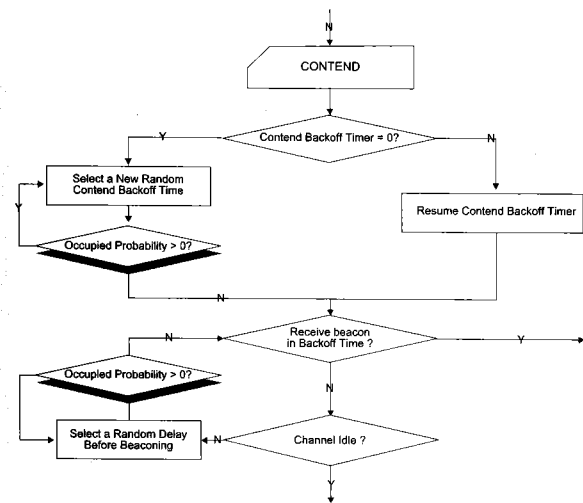 N
CONTEND
Contend Backoff Timer = 0?
Y
N
Select a New Random
Contend Backoff Time
Resume Contend Backoff Timer
Y
Occupied Probability > 0?
N
Receive beacon
in Backoff Time ?
N
Y
Occupied Probability > 0?
N
Select a Random Delay
Before Beaconing
N
Channel Idle ?
Y